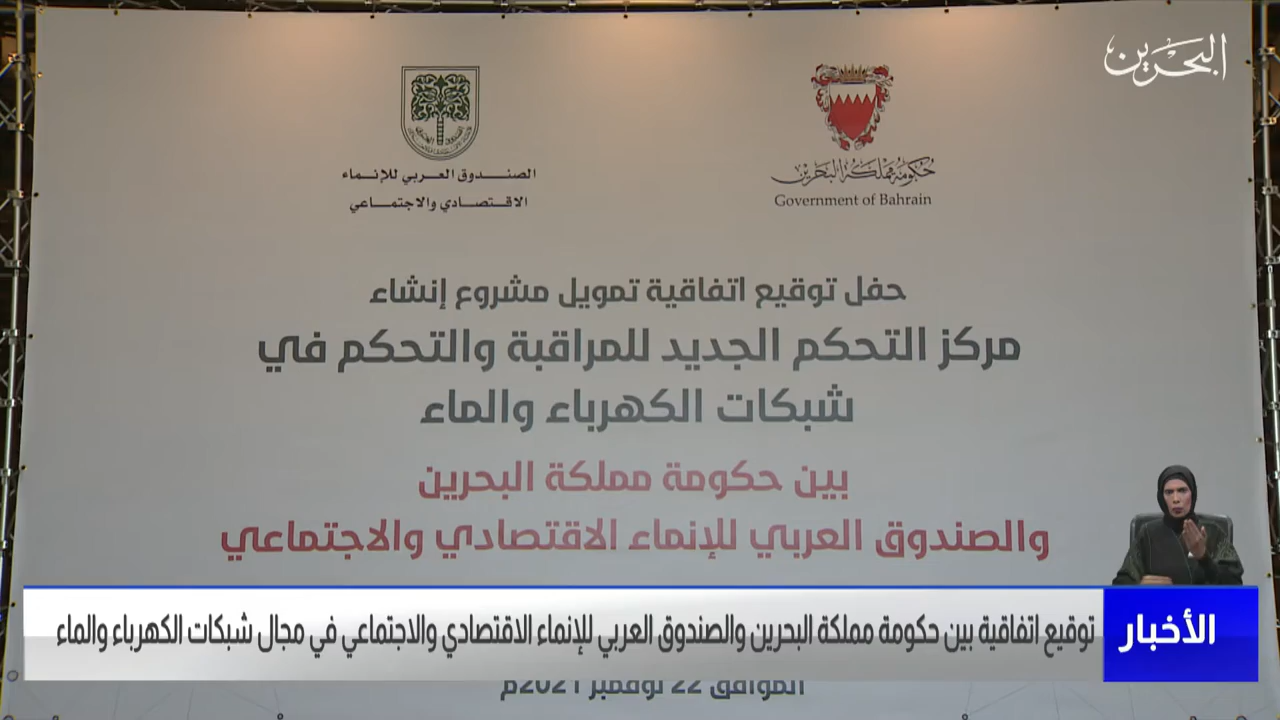 البحرين
حكومة مملكة البحرين
Government of Bahrain
الصندوق العربي للإنماء
الاقتصادي والاجتماعي
حفل توقيع اتفاقية تمويل مشروع إنشاء
مركز التحكم الجديد للمراقبة والتحكم في
شبكات الكهرباء والماء
بين حكومة مملكة البحرين
والصندوق العربي للإنماء الاقتصادي والاجتماعي
الأخبار
توقيع اتفاقية بين حكومة مملكة البحرين والصندوق العربي للإنماء الاقتصادي والاجتماعي في مجال شبكات الكهرباء والماء
الموافق 22 نوفمبر 2021م